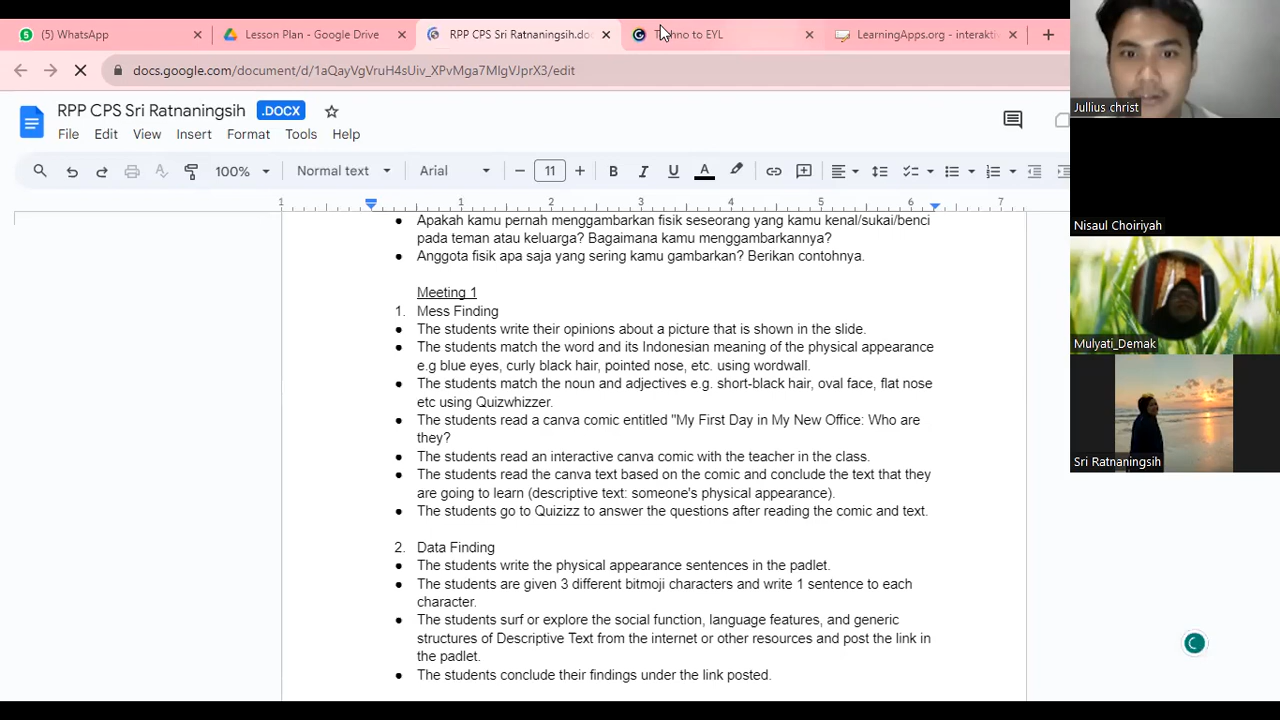 (5) WhatsApp
Lesson Plan - Google Drive
RPP CPS Sri Ratnaningsih.do
to EYL
LearningApps.org - interakti
docs.google.com/document/d/1aQayVgVruH4sUiv_XPvMga7MIgVJprX3/edit
RPP CPS Sri Ratnaningsih .DOCX
File Edit View Insert Format Tools Help
100% Normal text Arial 11 B I U A
1 1 2 3 4 5 6 7
Apakah kamu pernah menggambarkan fisik seseorang yang kamu kenal/sukai/benci
pada teman atau keluarga? Bagaimana kamu menggambarkannya?
Anggota fisik apa saja yang sering kamu gambarkan? Berikan contohnya.
Meeting 1
1. Mess Finding
The students write their opinions about a picture that is shown in the slide.
The students match the word and its Indonesian meaning of the physical appearance
e.g blue eyes, curly black hair, pointed nose, etc. using wordwall.
The students match the noun and adjectives e.g. short-black hair, oval face, flat nose
etc using Quizwhizzer.
The students read a canva comic entitled "My First Day in My New Office: Who are
they?
The students read an interactive canva comic with the teacher in the class.
The students read the canva text based on the comic and conclude the text that they
are going to learn (descriptive text: someone's physical appearance).
The students go to Quizizz to answer the questions after reading the comic and text.
2. Data Finding
The students write the physical appearance sentences in the padlet.
The students are given 3 different bitmoji characters and write 1 sentence to each
character.
The students surf or explore the social function, language features, and generic
structures of Descriptive Text from the internet or other resources and post the link in
the padlet.
The students conclude their findings under the link posted.
Jullius christ
Nisaul Choiriyah
Mulyati_Demak
Sri Ratnaningsih